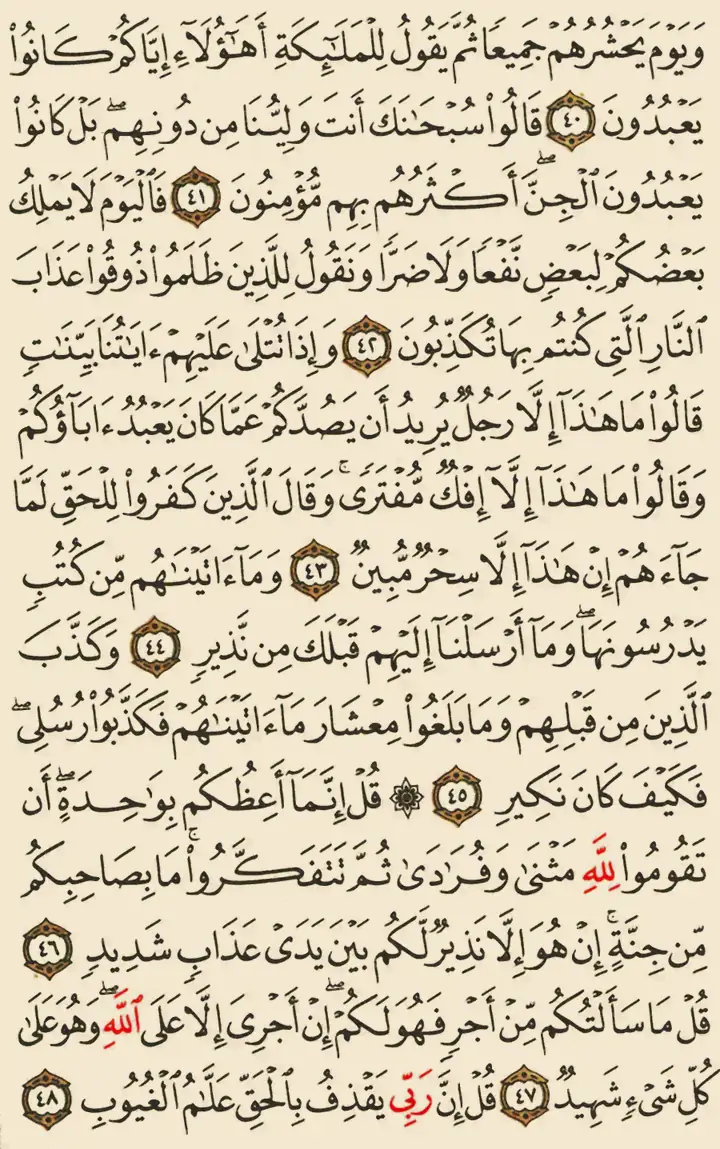 وَيَوْمَ يَحْشُرُهُمْ جَمِيعًا ثُمَّ يَقُولُ لِلْمَلَٰٓئِكَةِ أَهَٰٓؤُلَآءِ إِيَّاكُمْ كَانُوا۟
يَعْبُدُونَ ٤٠ قَالُوا۟ سُبْحَٰنَكَ أَنتَ وَلِيُّنَا مِن دُونِهِم ۖ بَلْ كَانُوا۟
يَعْبُدُونَ ٱلْجِنَّ ۖ أَكْثَرُهُم بِهِم مُّؤْمِنُونَ ٤١ فَٱلْيَوْمَ لَا يَمْلِكُ
بَعْضُكُمْ لِبَعْضٍ نَّفْعًا وَلَا ضَرًّا وَنَقُولُ لِلَّذِينَ ظَلَمُوا۟ ذُوقُوا۟ عَذَابَ
ٱلنَّارِ ٱلَّتِى كُنتُم بِهَا تُكَذِّبُونَ ٤٢ وَإِذَا تُتْلَىٰ عَلَيْهِمْ ءَايَٰتُنَا بَيِّنَٰتٍ
قَالُوا۟ مَا هَٰذَآ إِلَّا رَجُلٌ يُرِيدُ أَن يَصُدَّكُمْ عَمَّا كَانَ يَعْبُدُ ءَابَآؤُكُمْ
وَقَالُوا۟ مَا هَٰذَآ إِلَّآ إِفْكٌ مُّفْتَرًى ۚ وَقَالَ ٱلَّذِينَ كَفَرُوا۟ لِلْحَقِّ لَمَّا
جَآءَهُمْ إِنْ هَٰذَآ إِلَّا سِحْرٌ مُّبِينٌ ٤٣ وَمَآ ءَاتَيْنَٰهُم مِّن كُتُبٍ
يَدْرُسُونَهَا ۖ وَمَآ أَرْسَلْنَآ إِلَيْهِمْ قَبْلَكَ مِن نَّذِيرٍ ٤٤ وَكَذَّبَ
ٱلَّذِينَ مِن قَبْلِهِمْ وَمَا بَلَغُوا۟ مِعْشَارَ مَآ ءَاتَيْنَٰهُمْ فَكَذَّبُوا۟ رُسُلِى ۖ
فَكَيْفَ كَانَ نَكِيرِ ٤٥ ۞ قُلْ إِنَّمَآ أَعِظُكُم بِوَٰحِدَةٍ ۖ أَن
تَقُومُوا۟ لِلَّهِ مَثْنَىٰ وَفُرَٰدَىٰ ثُمَّ تَتَفَكَّرُوا۟ ۚ مَا بِصَاحِبِكُم
مِّن جِنَّةٍ ۚ إِنْ هُوَ إِلَّا نَذِيرٌ لَّكُم بَيْنَ يَدَىْ عَذَابٍ شَدِيدٍ ٤٦
قُلْ مَا سَأَلْتُكُم مِّنْ أَجْرٍ فَهُوَ لَكُمْ ۖ إِنْ أَجْرِىَ إِلَّا عَلَى ٱللَّهِ ۖ وَهُوَ عَلَىٰ
كُلِّ شَىْءٍ شَهِيدٌ ٤٧ قُلْ إِنَّ رَبِّى يَقْذِفُ بِٱلْحَقِّ عَلَّٰمُ ٱلْغُيُوبِ ٤٨